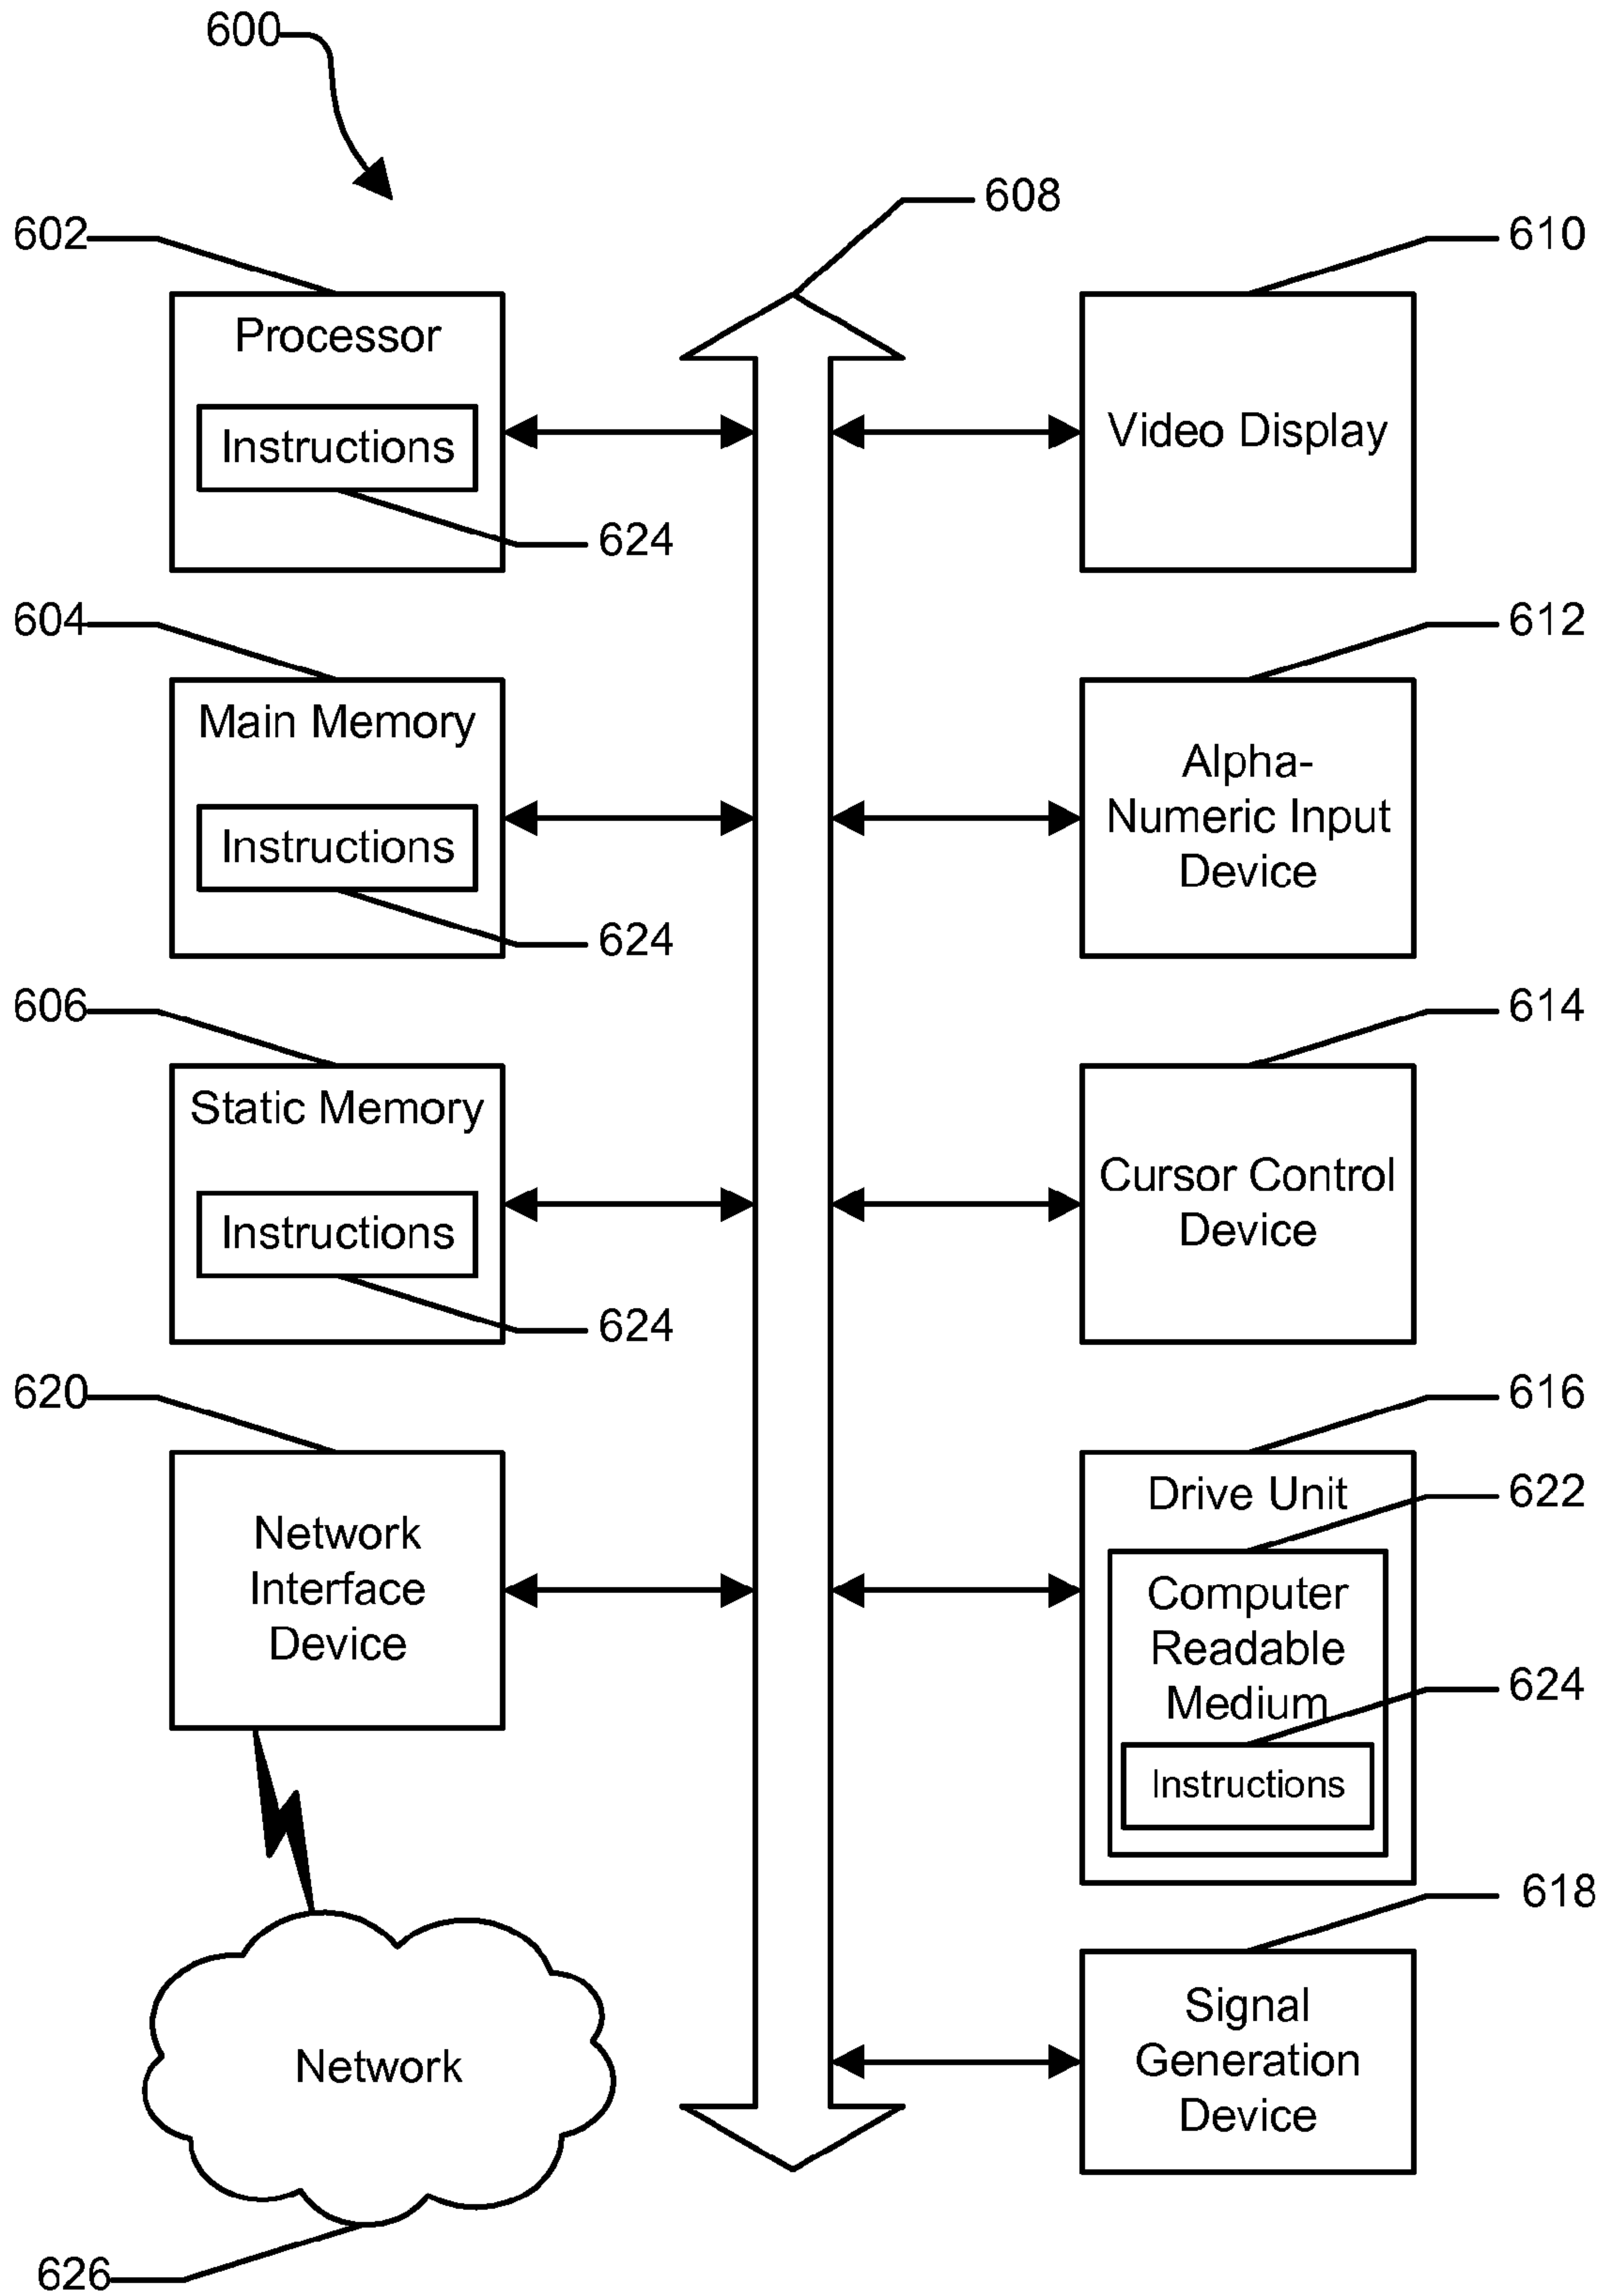 600
608
602
610
Processor
Instructions
Video Display
624
604
612
Main Memory
Instructions
Alpha-
Numeric Input
Device
624
606
614
Static Memory
Instructions
Cursor Control
Device
624
620
616
Network
Interface
Device
Drive Unit
622
Computer
Readable
Medium
624
Instructions
618
Network
Signal
Generation
Device
626